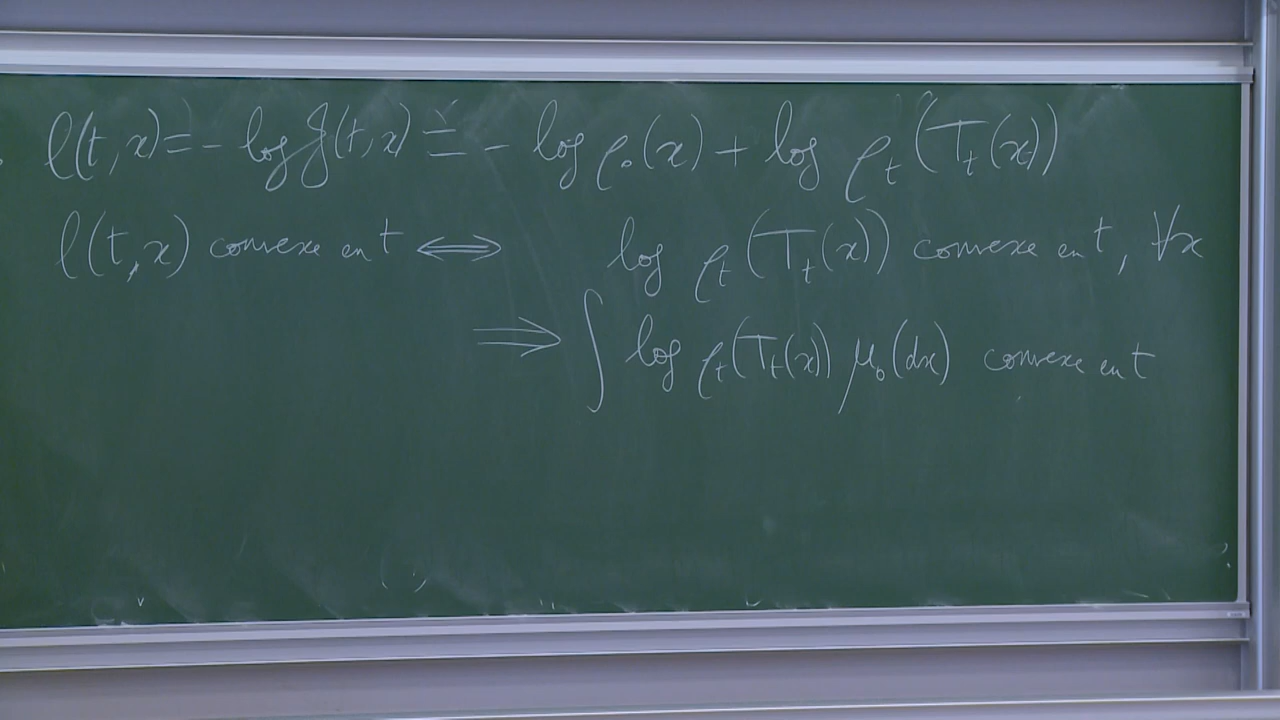 ℓ(t,x) = - log J(t,x) = - log ρ₀(x) + log ρₜ(Tₜ(x))
ℓ(t,x) convexe en t ⟺ log ρₜ(Tₜ(x)) convexe en t, ∀x
⟹ ∫ log ρₜ(Tₜ(x)) μ₀(dx) convexe en t